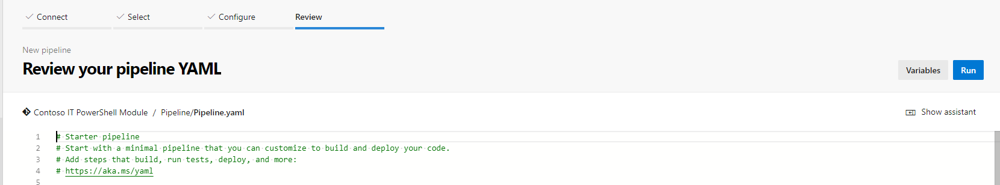 Connect
Select
Configure
Review
New pipeline
Review your pipeline YAML
Variables
Run
Contoso IT PowerShell Module / Pipeline/Pipeline.yaml
Show assistant
1 # Starter pipeline
2 # Start with a minimal pipeline that you can customize to build and deploy your code.
3 # Add steps that build, run tests, deploy, and more:
4 # https://aka.ms/yaml
5